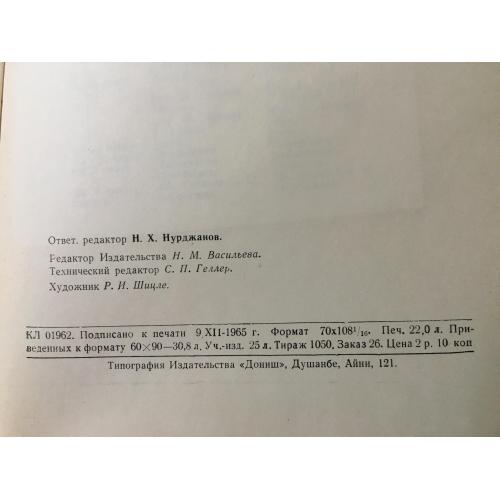 Ответ. редактор Н. Х. Нурджанов.
Редактор Издательства Н. М. Васильева.
Технический редактор С. П. Геллер.
Художник Р. И. Шицле.
КЛ 01962. Подписано к печати 9,XII-1965 г. Формат 70х108¹/₁₆. Печ. 22,0 л. При-
веденных к формату 60×90—30,8 л. Уч.-изд. 25 л. Тираж 1050. Заказ 26. Цена 2 р. 10 коп
Типография Издательства «Дониш», Душанбе, Айни, 121.